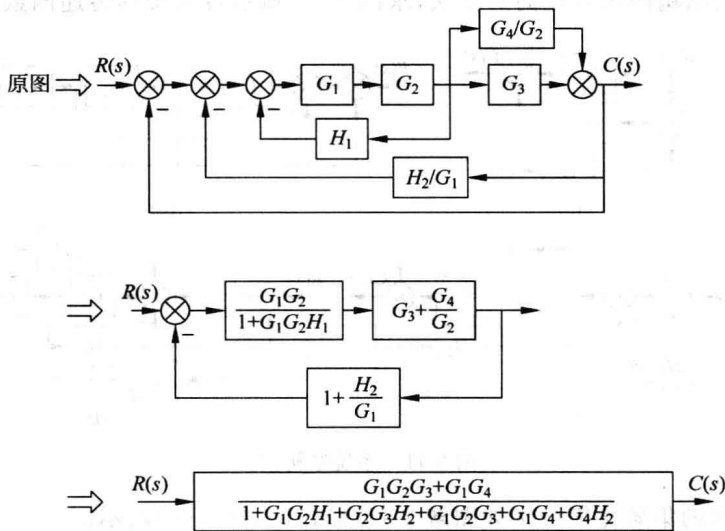 G₄/G₂
原图 R(s) C(s)
− − − G₁ G₂ G₃
H₁
H₂/G₁
R(s) − G₁G₂/1+G₁G₂H₁ G₃+G₄/G₂
1+H₂/G₁
R(s) G₁G₂G₃+G₁G₄ C(s)
1+G₁G₂H₁+G₂G₃H₂+G₁G₂G₃+G₁G₄+G₄H₂